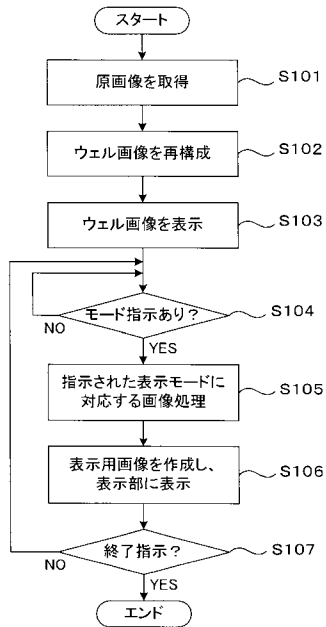 スタート
原画像を取得
S101
ウェル画像を再構成
S102
ウェル画像を表示
S103
モード指示あり?
S104
NO
YES
指示された表示モードに
対応する画像処理
S105
表示用画像を作成し、
表示部に表示
S106
終了指示?
S107
NO
YES
エンド